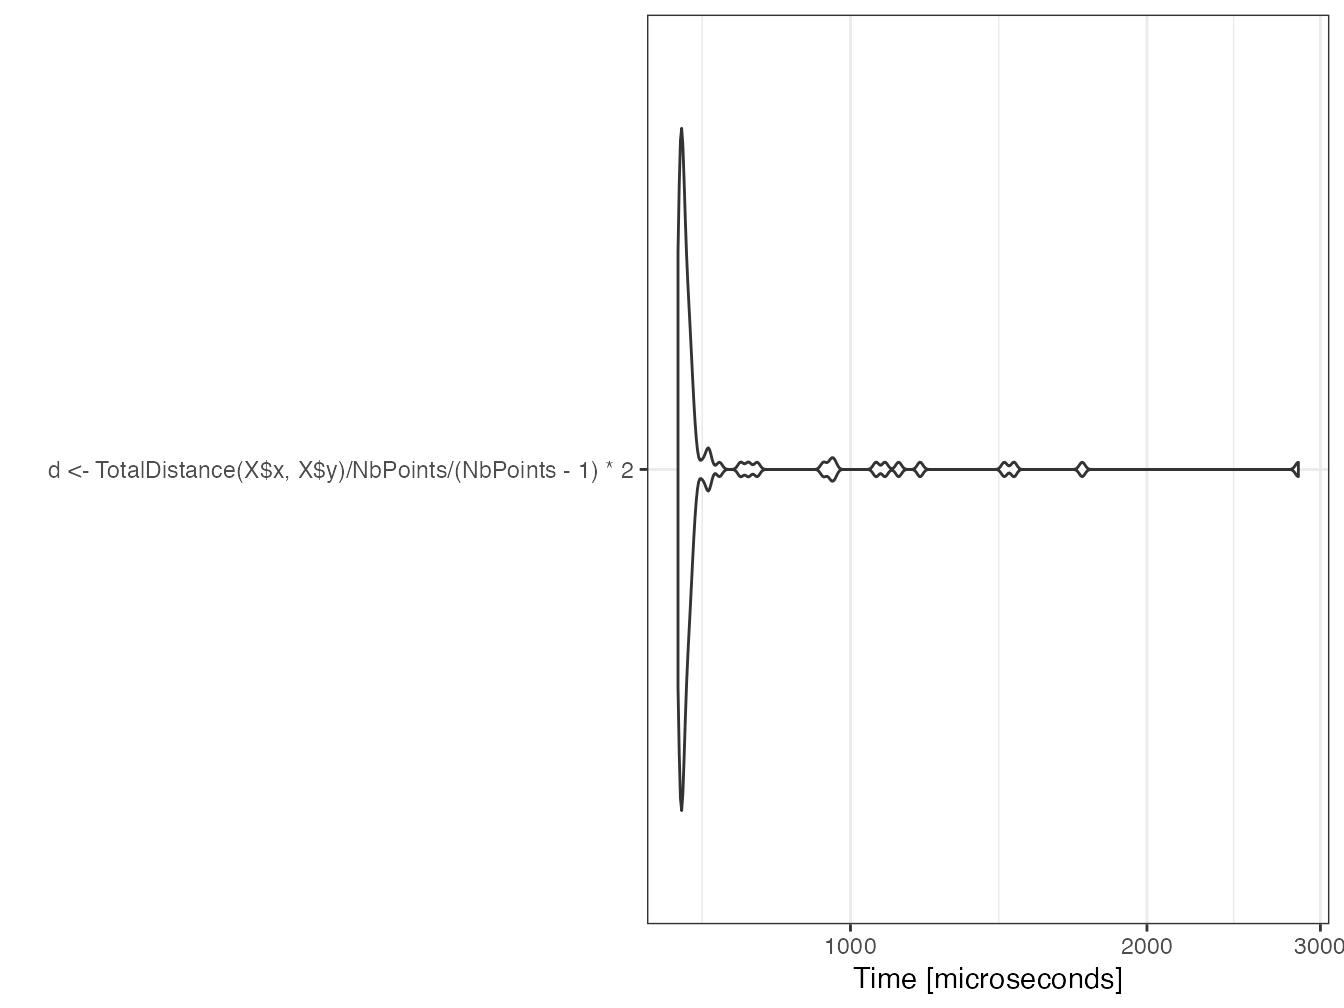 d <- TotalDistance(X$x, X$y)/NbPoints/(NbPoints - 1) * 2
1000 2000 3000
Time [microseconds]